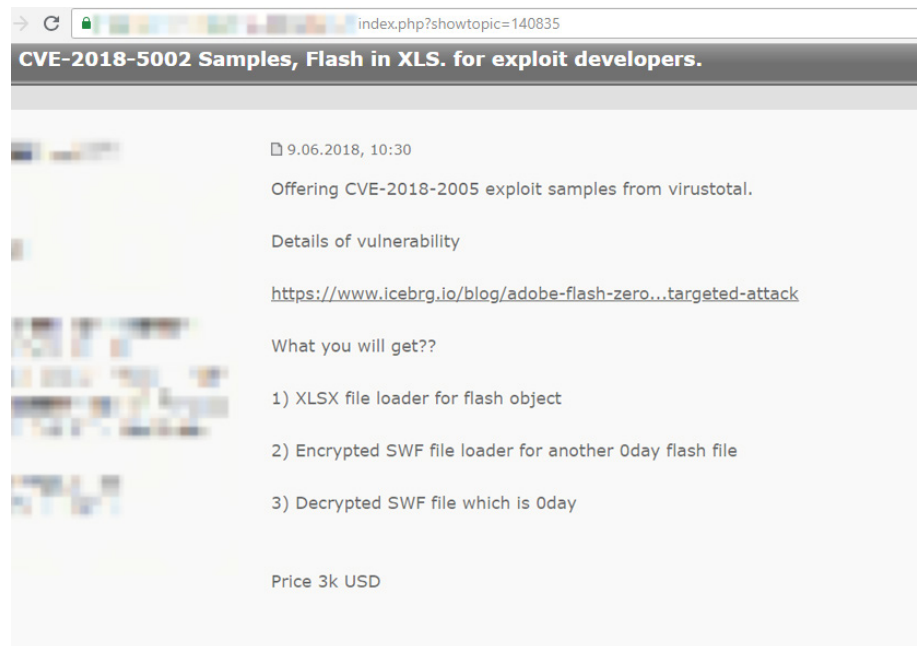 index.php?showtopic=140835
CVE-2018-5002 Samples, Flash in XLS. for exploit developers.
9.06.2018, 10:30
Offering CVE-2018-2005 exploit samples from virustotal.
Details of vulnerability
https://www.icebrg.io/blog/adobe-flash-zero...targeted-attack
What you will get??
1) XLSX file loader for flash object
2) Encrypted SWF file loader for another 0day flash file
3) Decrypted SWF file which is 0day
Price 3k USD